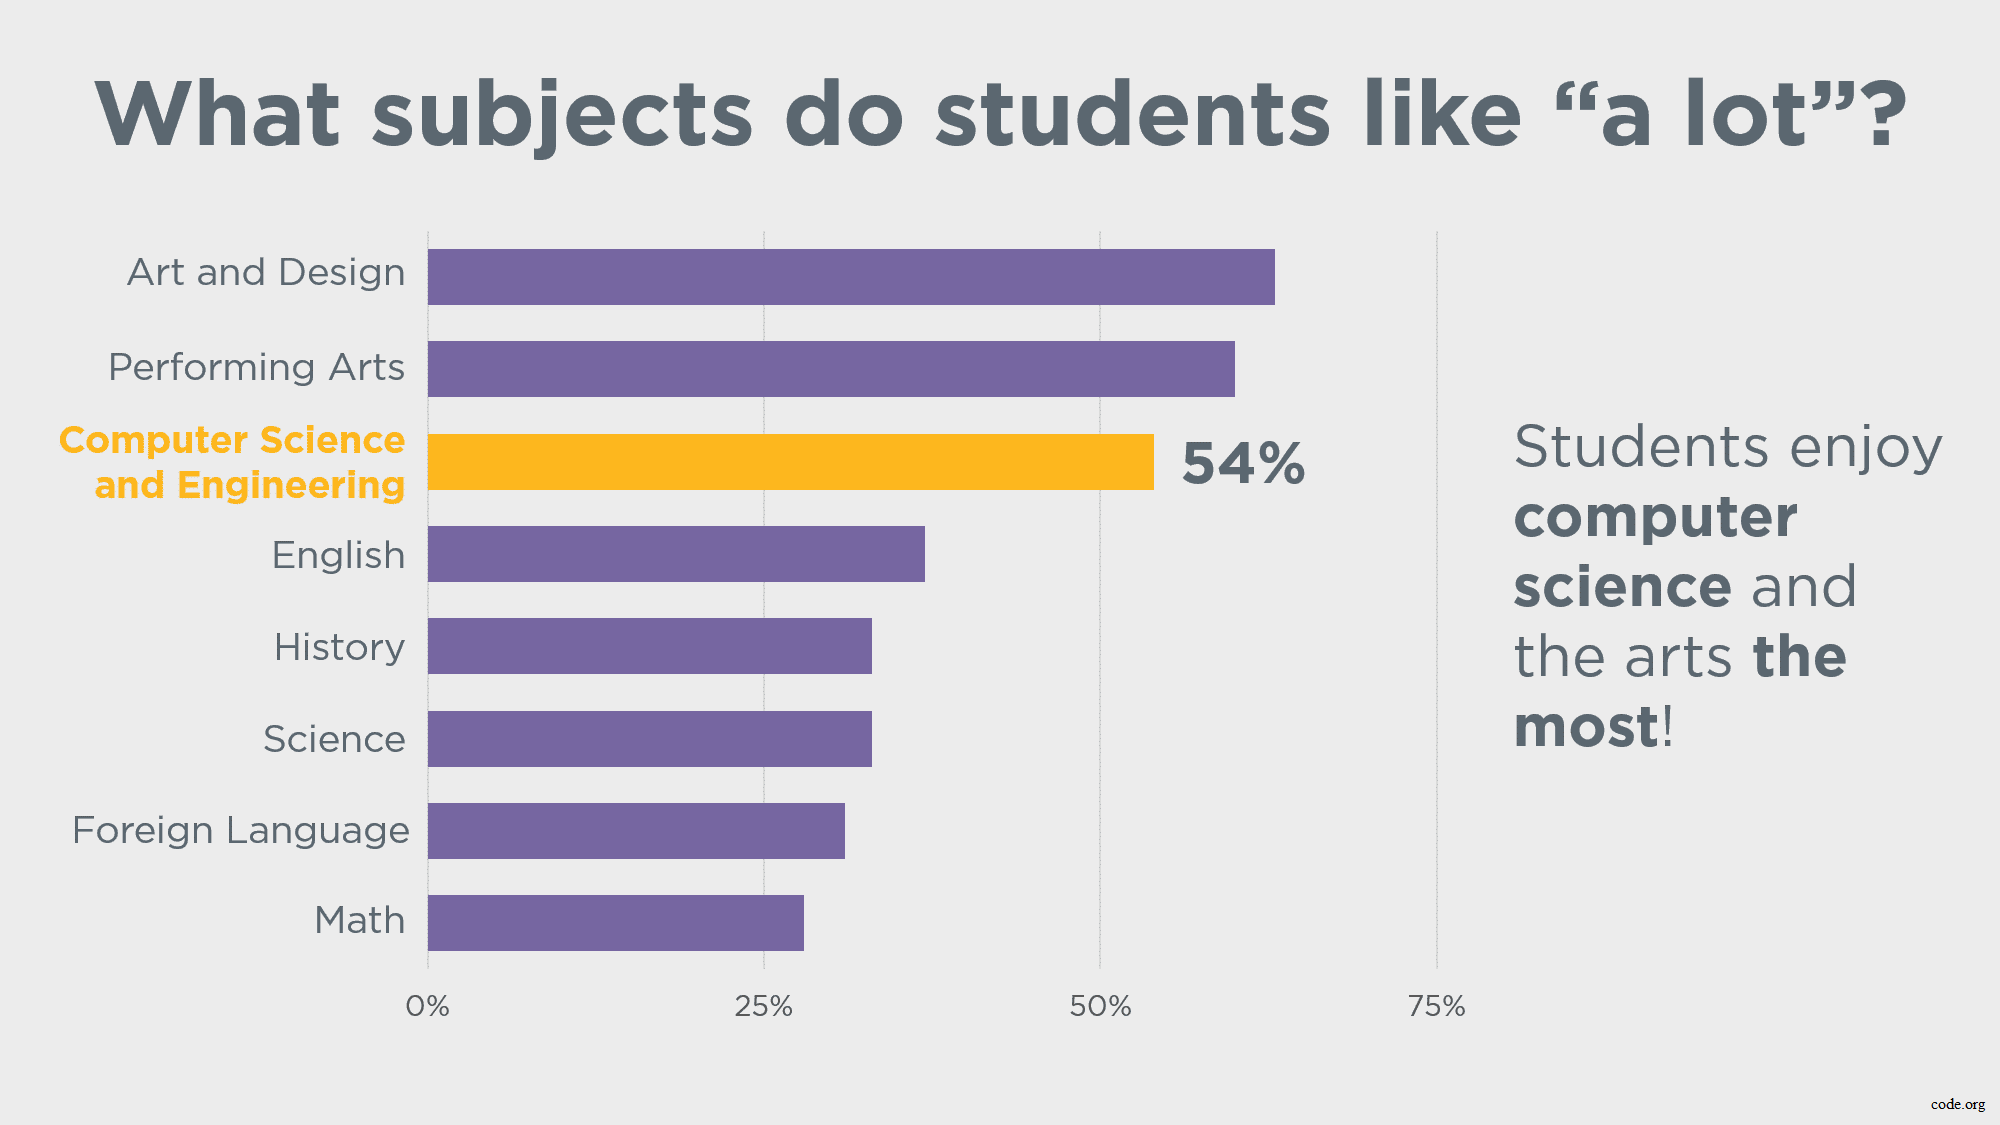 What subjects do students like “a lot”?
Art and Design
Performing Arts
Computer Science
and Engineering
54%
English
History
Science
Foreign Language
Math
0%
25%
50%
75%
Students enjoy
computer
science and
the arts the
most!
code.org